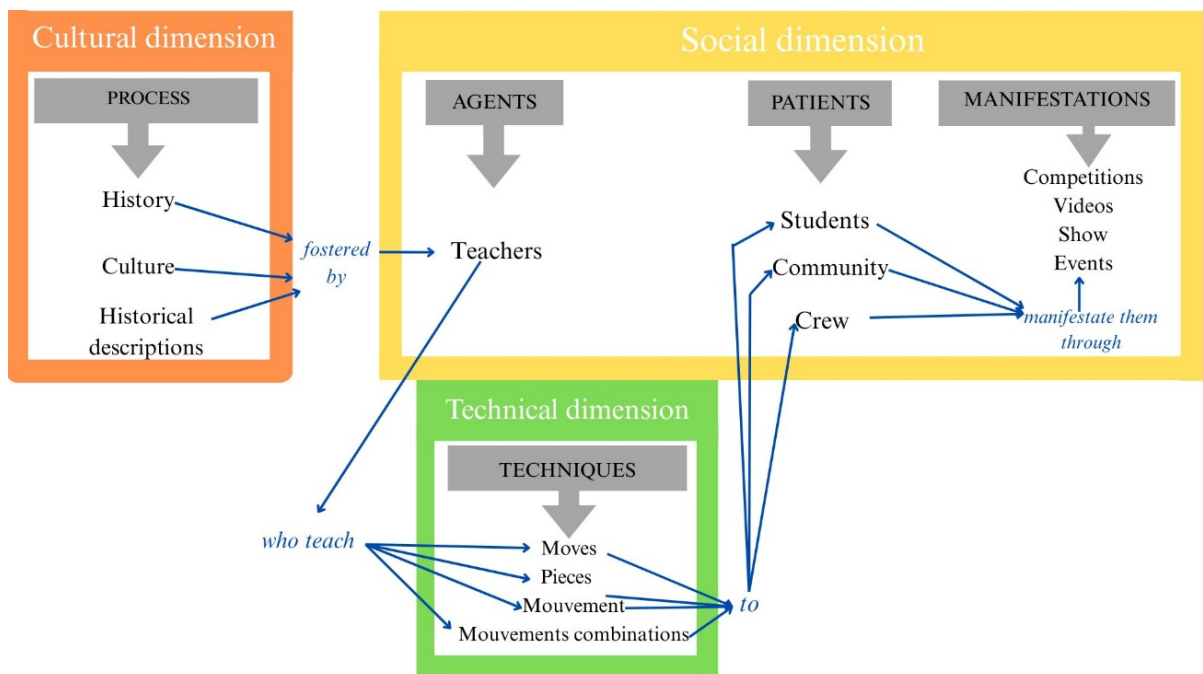 Cultural dimension
PROCESS
History
Culture
Historical
descriptions
fostered
by
Social dimension
AGENTS
Teachers
PATIENTS
Students
Community
Crew
MANIFESTATIONS
Competitions
Videos
Show
Events
manifestate them
through
Technical dimension
TECHNIQUES
who teach
Moves
Pieces
Mouvement
Mouvements combinations
to